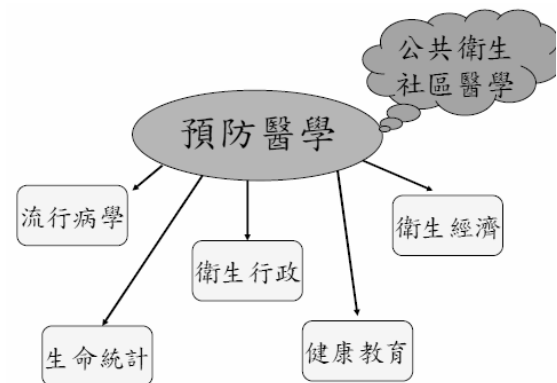 公共衛生
社區醫學
預防醫學
流行病學
衛生經濟
衛生行政
生命統計
健康教育